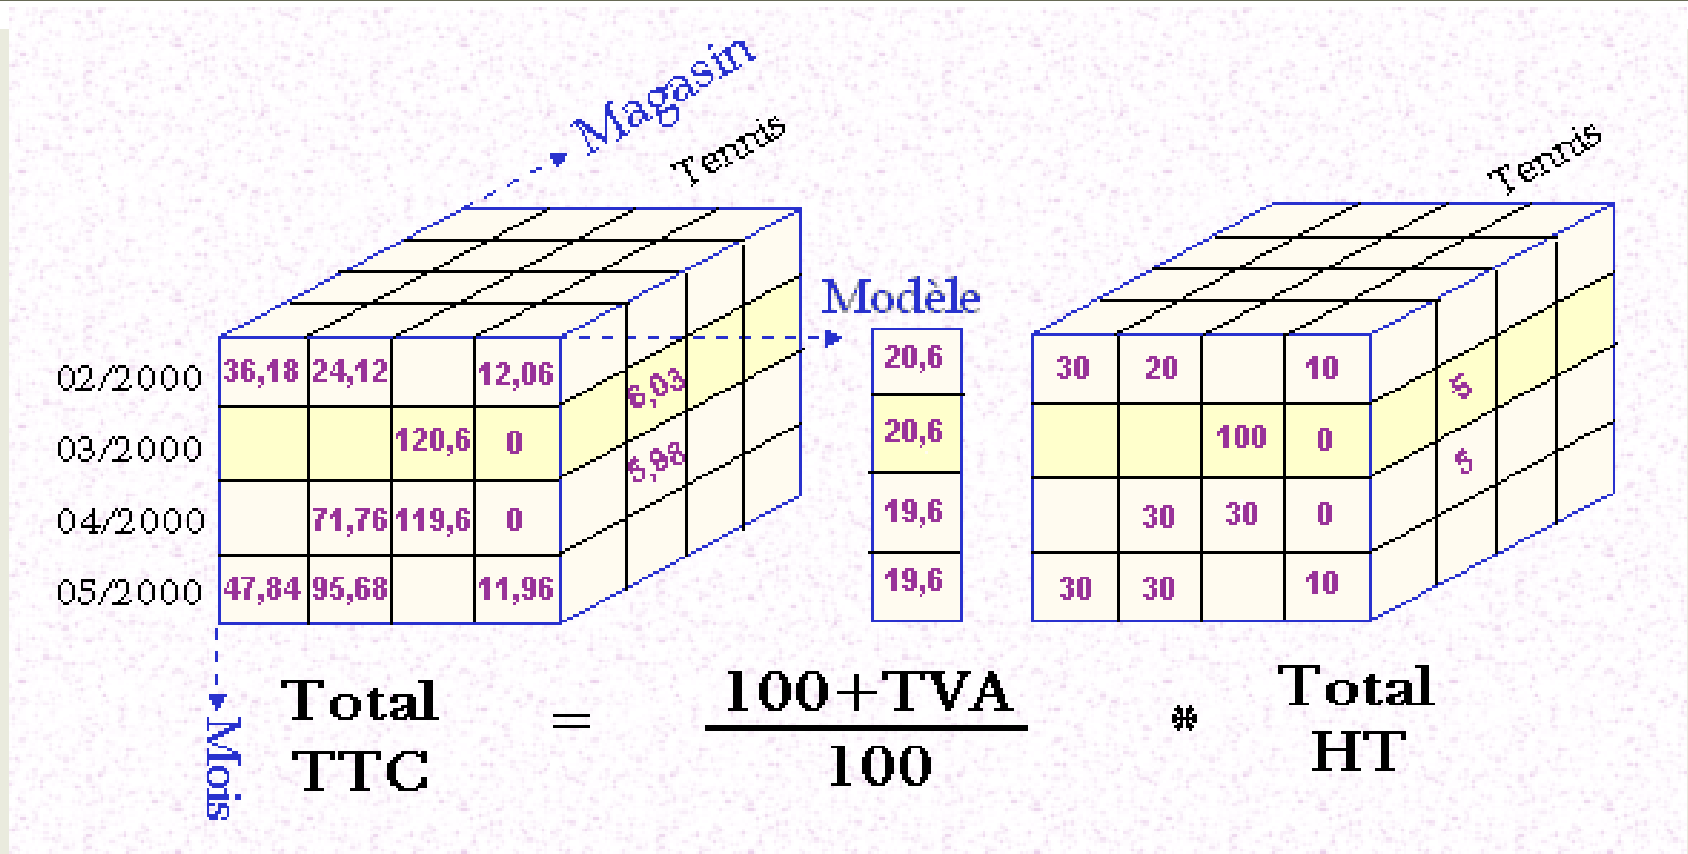 Magasin
Tennis
Tennis
Modèle
02/2000 36,18 24,12 12,06 6,03 20,6 30 20 10 5
03/2000 120,6 0 5,98 20,6 100 0 5
04/2000 71,76 119,6 0 19,6 30 30 0
05/2000 47,84 95,68 11,96 19,6 30 30 10
Mois
Total TTC = 100+TVA / 100 * Total HT